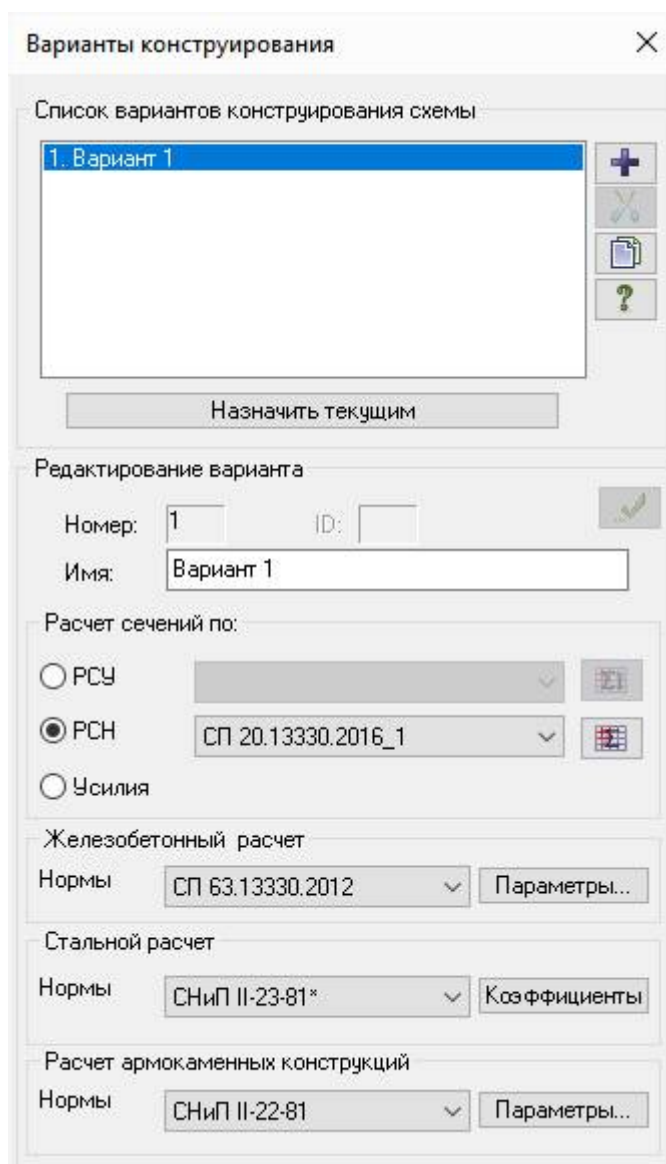 Варианты конструирования
Список вариантов конструирования схемы
1. Вариант 1
Назначить текущим
Редактирование варианта
Номер: 1 ID:
Имя: Вариант 1
Расчет сечений по:
РСУ
РСН СП 20.13330.2016_1
Усилия
Железобетонный расчет
Нормы СП 63.13330.2012 Параметры...
Стальной расчет
Нормы СНиП II-23-81* Коэффициенты
Расчет армокаменных конструкций
Нормы СНиП II-22-81 Параметры...